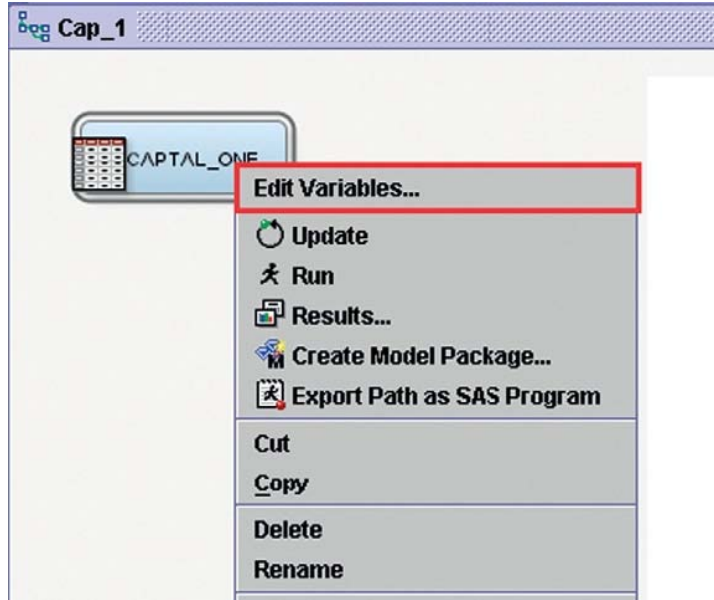 Cap_1
CAPTAL_ONE
Edit Variables...
Update
Run
Results...
Create Model Package...
Export Path as SAS Program
Cut
Copy
Delete
Rename